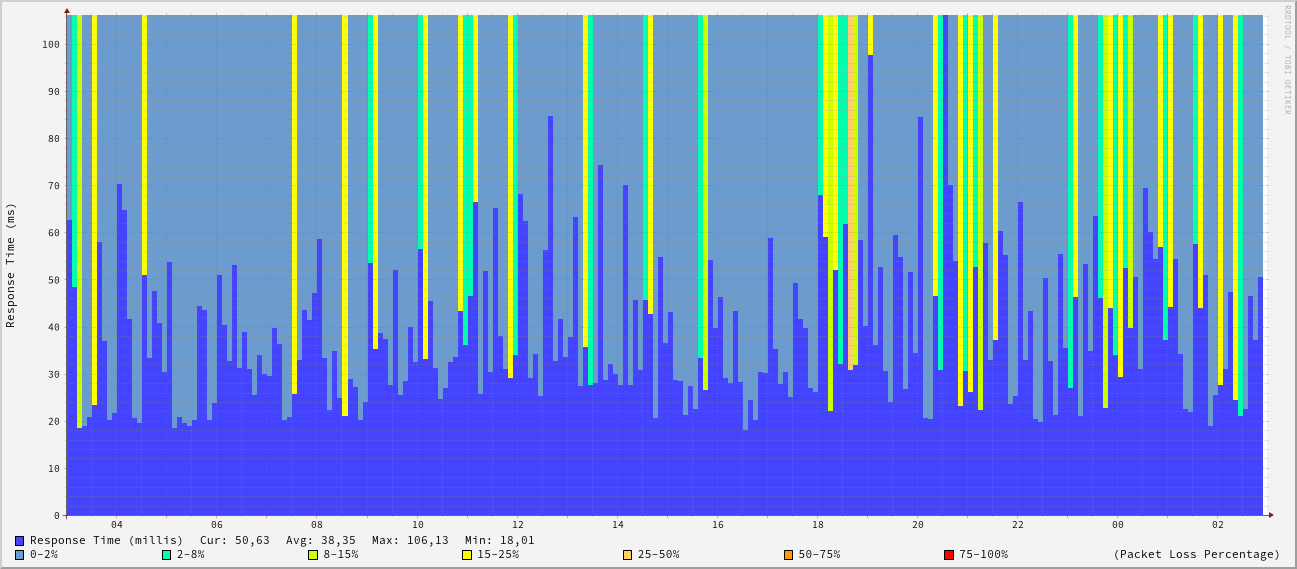 RRDTOOL / TOBI OETIKER
Response Time (ms)
100
90
80
70
60
50
40
30
20
10
0
04 06 08 10 12 14 16 18 20 22 00 02
Response Time (millis) Cur: 50,63 Avg: 38,35 Max: 106,13 Min: 18,01
0-2% 2-8% 8-15% 15-25% 25-50% 50-75% 75-100% (Packet Loss Percentage)